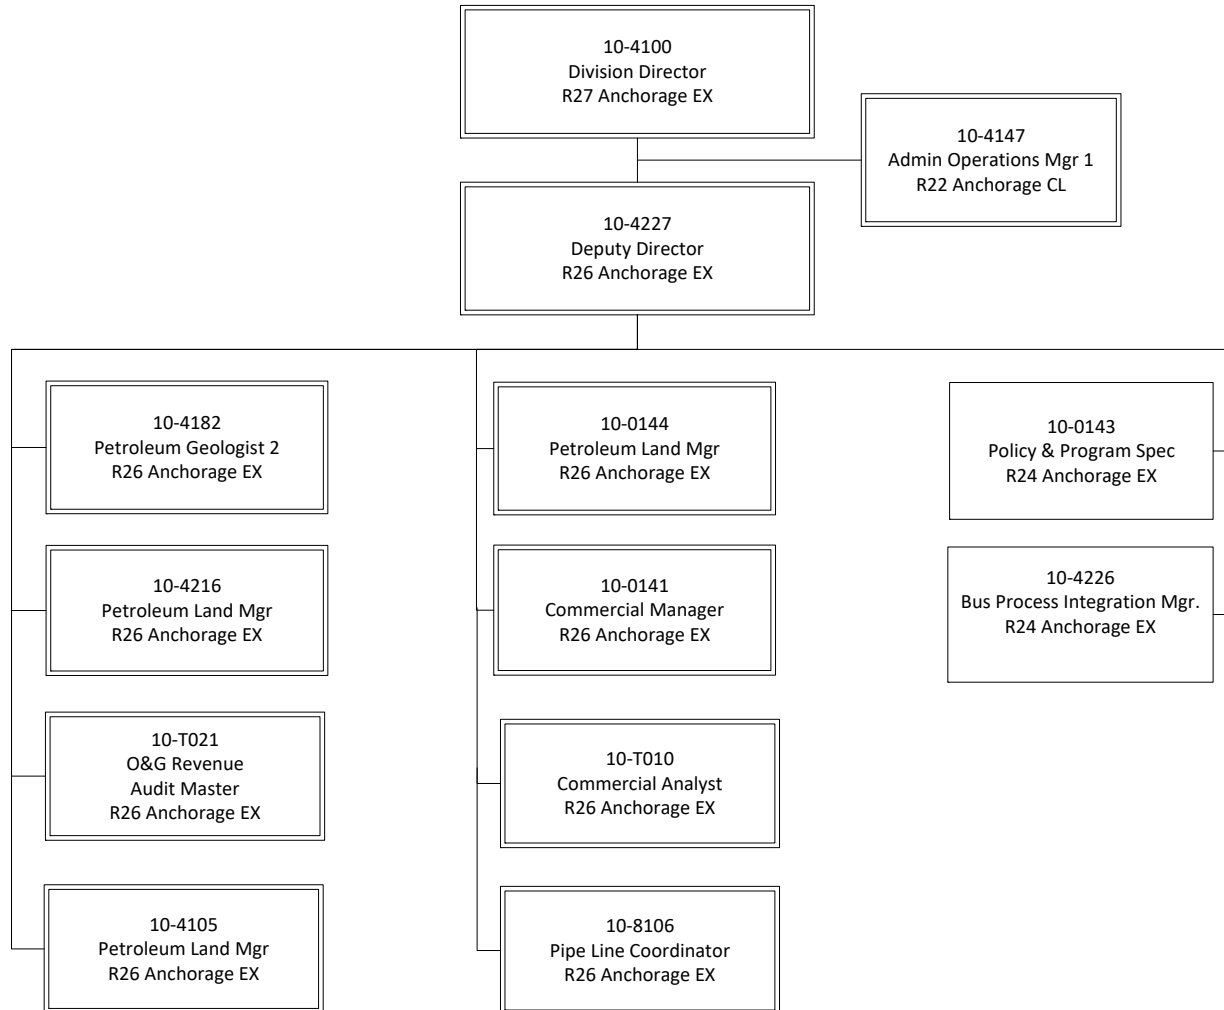 10-4100
Division Director
R27 Anchorage EX
10-4147
Admin Operations Mgr 1
R22 Anchorage CL
10-4227
Deputy Director
R26 Anchorage EX
10-4182
Petroleum Geologist 2
R26 Anchorage EX
10-0144
Petroleum Land Mgr
R26 Anchorage EX
10-0143
Policy & Program Spec
R24 Anchorage EX
10-4216
Petroleum Land Mgr
R26 Anchorage EX
10-0141
Commercial Manager
R26 Anchorage EX
10-4226
Bus Process Integration Mgr.
R24 Anchorage EX
10-T021
O&G Revenue
Audit Master
R26 Anchorage EX
10-T010
Commercial Analyst
R26 Anchorage EX
10-4105
Petroleum Land Mgr
R26 Anchorage EX
10-8106
Pipe Line Coordinator
R26 Anchorage EX